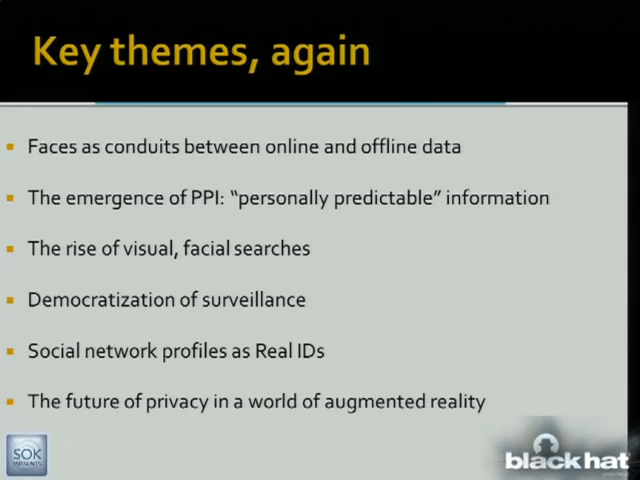 Key themes, again
Faces as conduits between online and offline data
The emergence of PPI: “personally predictable” information
The rise of visual, facial searches
Democratization of surveillance
Social network profiles as Real IDs
The future of privacy in a world of augmented reality
SOK
PRESENTS
black hat